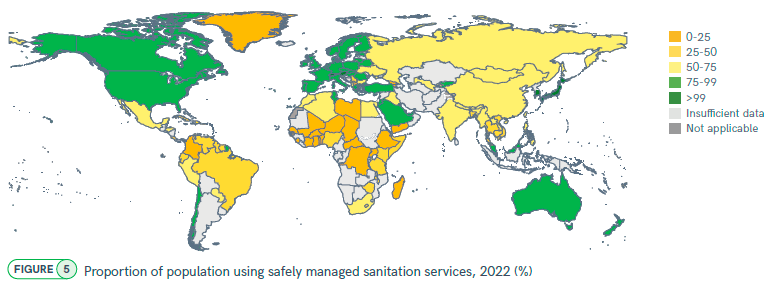 0-25
25-50
50-75
75-99
>99
Insufficient data
Not applicable
FIGURE 5 Proportion of population using safely managed sanitation services, 2022 (%)